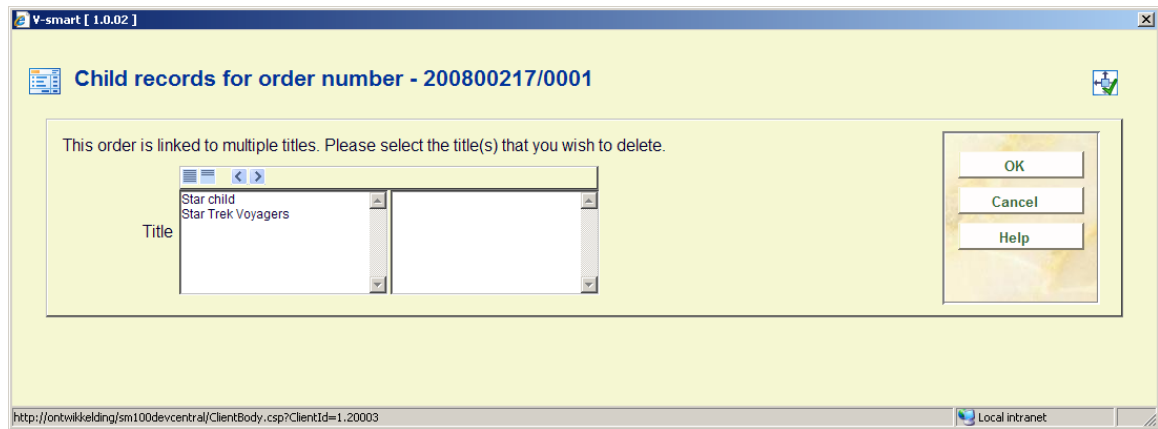 V-smart [ 1.0.02 ]
Child records for order number - 200800217/0001
This order is linked to multiple titles. Please select the title(s) that you wish to delete.
Title
Star child
Star Trek Voyagers
OK
Cancel
Help
http://ontwikkelding/sm100devcentral/ClientBody.csp?ClientId=1.20003
Local intranet